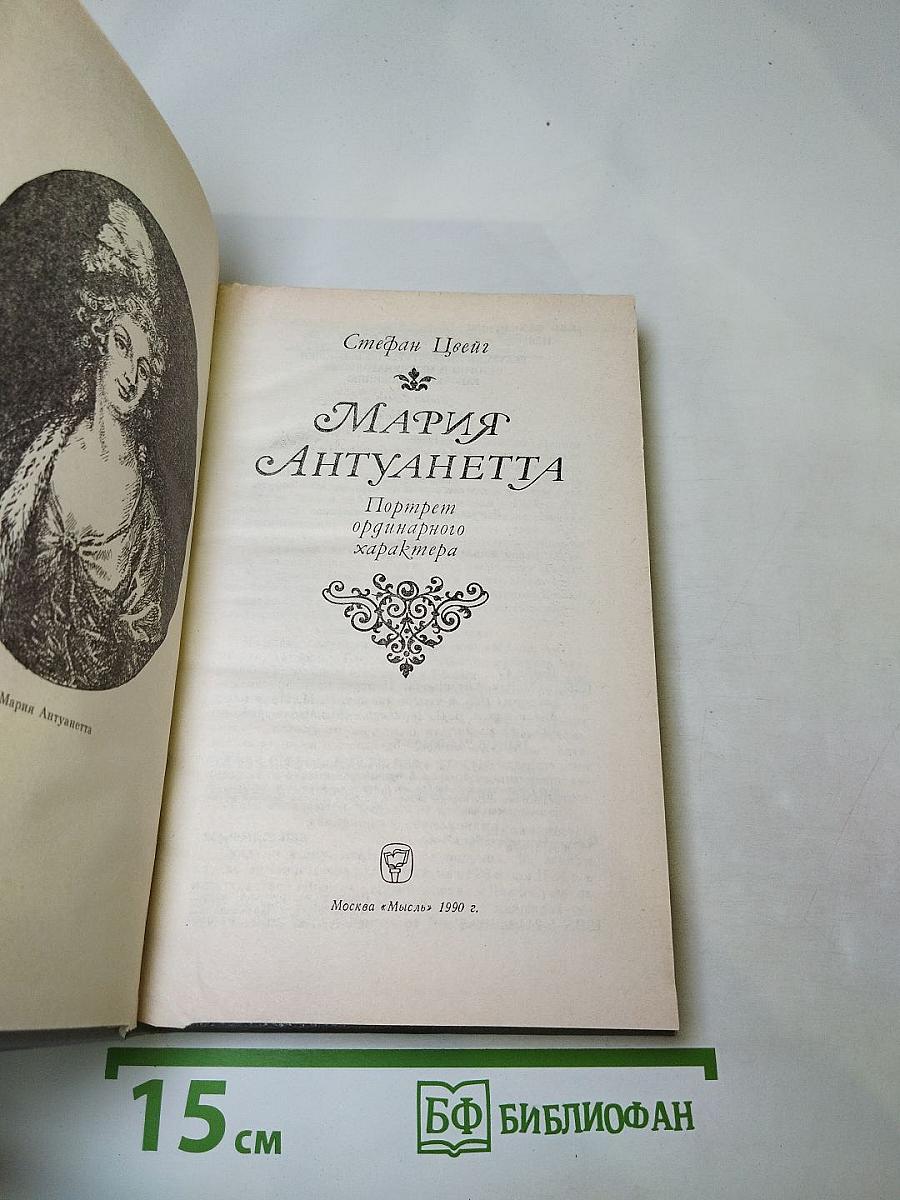 Мария Антуанетта
Стефан Цвейг
МАРИЯ
АНТУАНЕТТА
Портрет
ординарного
характера
Москва «Мысль» 1990 г.
15 см
БФ БИБЛИОФАН